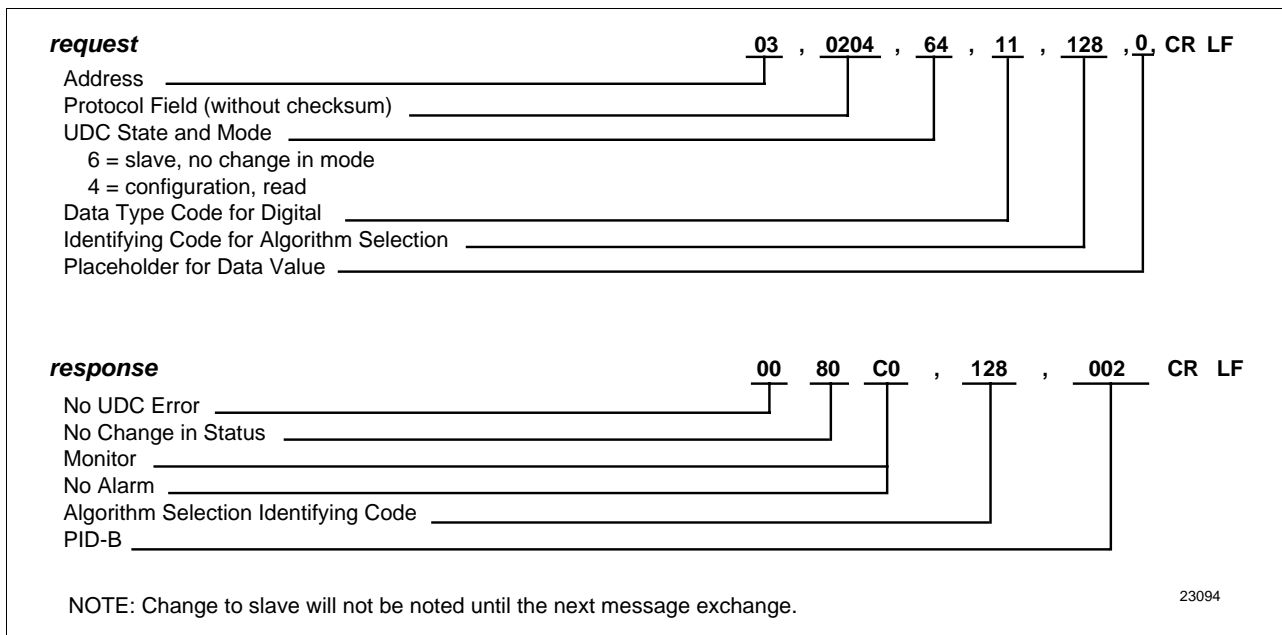 request 03 , 0204 , 64 , 11 , 128 ,0, CR LF
Address
Protocol Field (without checksum)
UDC State and Mode
6 = slave, no change in mode
4 = configuration, read
Data Type Code for Digital
Identifying Code for Algorithm Selection
Placeholder for Data Value
response 00 80 C0 , 128 , 002 CR LF
No UDC Error
No Change in Status
Monitor
No Alarm
Algorithm Selection Identifying Code
PID-B
NOTE: Change to slave will not be noted until the next message exchange.
23094